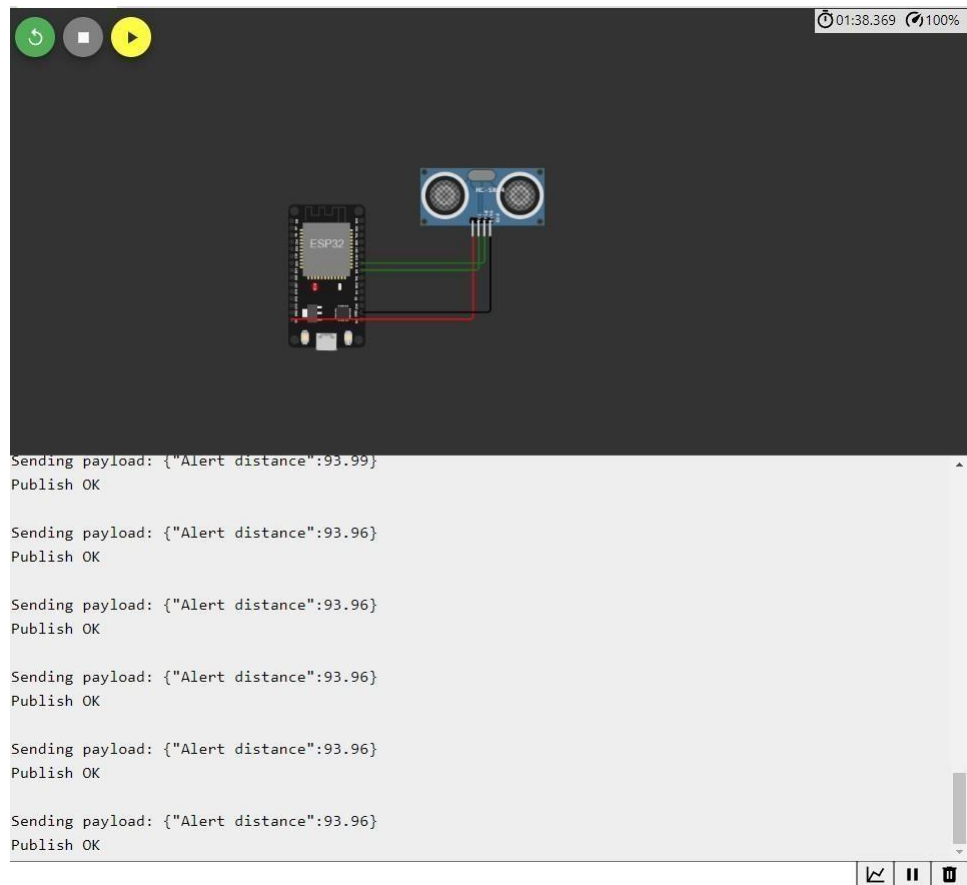 01:38.369 100%
ESP32
Sending payload: {"Alert distance":93.99}
Publish OK
Sending payload: {"Alert distance":93.96}
Publish OK
Sending payload: {"Alert distance":93.96}
Publish OK
Sending payload: {"Alert distance":93.96}
Publish OK
Sending payload: {"Alert distance":93.96}
Publish OK
Sending payload: {"Alert distance":93.96}
Publish OK